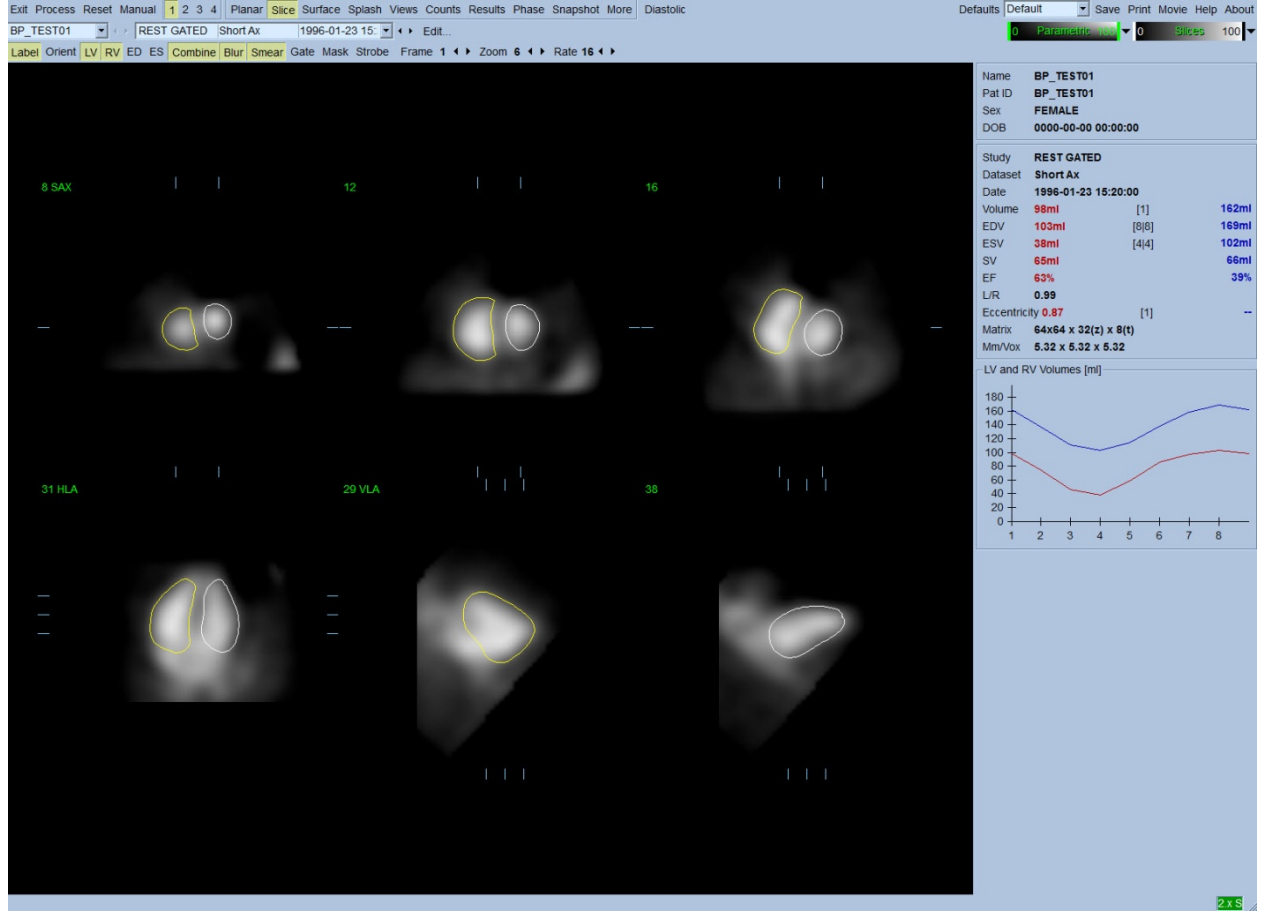 Exit Process Reset Manual 1 2 3 4 Planar Slice Surface Splash Views Counts Results Phase Snapshot More Diastolic Defaults Default Save Print Movie Help About
BP_TEST01 REST GATED Short Ax 1996-01-23 15: Edit... 0 Parametric 100 0 Slices 100
Label Orient LV RV ED ES Combine Blur Smear Gate Mask Strobe Frame 1 Zoom 6 Rate 16
8 SAX 12 16
31 HLA 29 VLA 38
Name BP_TEST01
Pat ID BP_TEST01
Sex FEMALE
DOB 0000-00-00 00:00:00
Study REST GATED
Dataset Short Ax
Date 1996-01-23 15:20:00
Volume 98ml [1] 162ml
EDV 103ml [8|8] 169ml
ESV 38ml [4|4] 102ml
SV 65ml 66ml
EF 63% 39%
L/R 0.99
Eccentricity 0.87 [1] --
Matrix 64x64 x 32(z) x 8(t)
Mm/Vox 5.32 x 5.32 x 5.32
LV and RV Volumes [ml]
180
160
140
120
100
80
60
40
20
0
1 2 3 4 5 6 7 8
2.x S